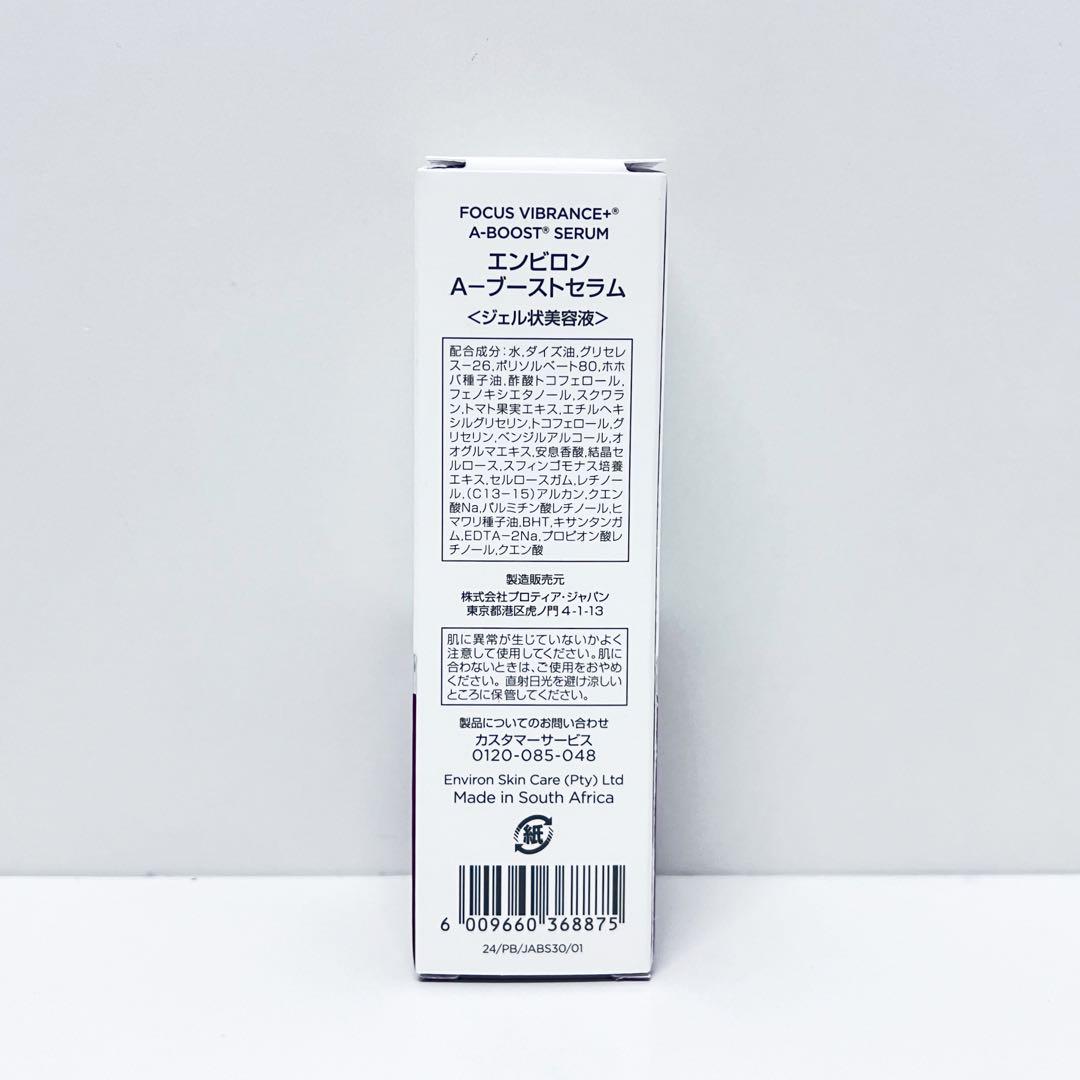 FOCUS VIBRANCE+®
A-BOOST® SERUM
エンビロン
A−ブーストセラム
＜ジェル状美容液＞
配合成分：水,ダイズ油,グリセレ
ス−26,ポリソルベート80,ホホ
バ種子油,酢酸トコフェロール,
フェノキシエタノール,スクワラ
ン,トマト果実エキス,エチルヘキ
シルグリセリン,トコフェロール,グ
リセリン,ベンジルアルコール,オ
オグルマエキス,安息香酸,結晶
セルロース,スフィンゴモナス培養
エキス,セルロースガム,レチノー
ル,(C13−15)アルカン,クエン
酸Na,パルミチン酸レチノール,ヒ
マワリ種子油,BHT,キサンタンガ
ム,EDTA−2Na,プロピオン酸レ
チノール,クエン酸
製造販売元
株式会社プロティア・ジャパン
東京都港区虎ノ門 4-1-13
肌に異常が生じていないかよく
注意して使用してください。肌に
合わないときは、ご使用をおやめ
ください。直射日光を避け涼しい
ところに保管してください。
製品についてのお問い合わせ
カスタマーサービス
0120-085-048
Environ Skin Care (Pty) Ltd
Made in South Africa
紙
6 009660 368875
24/PB/JABS30/01